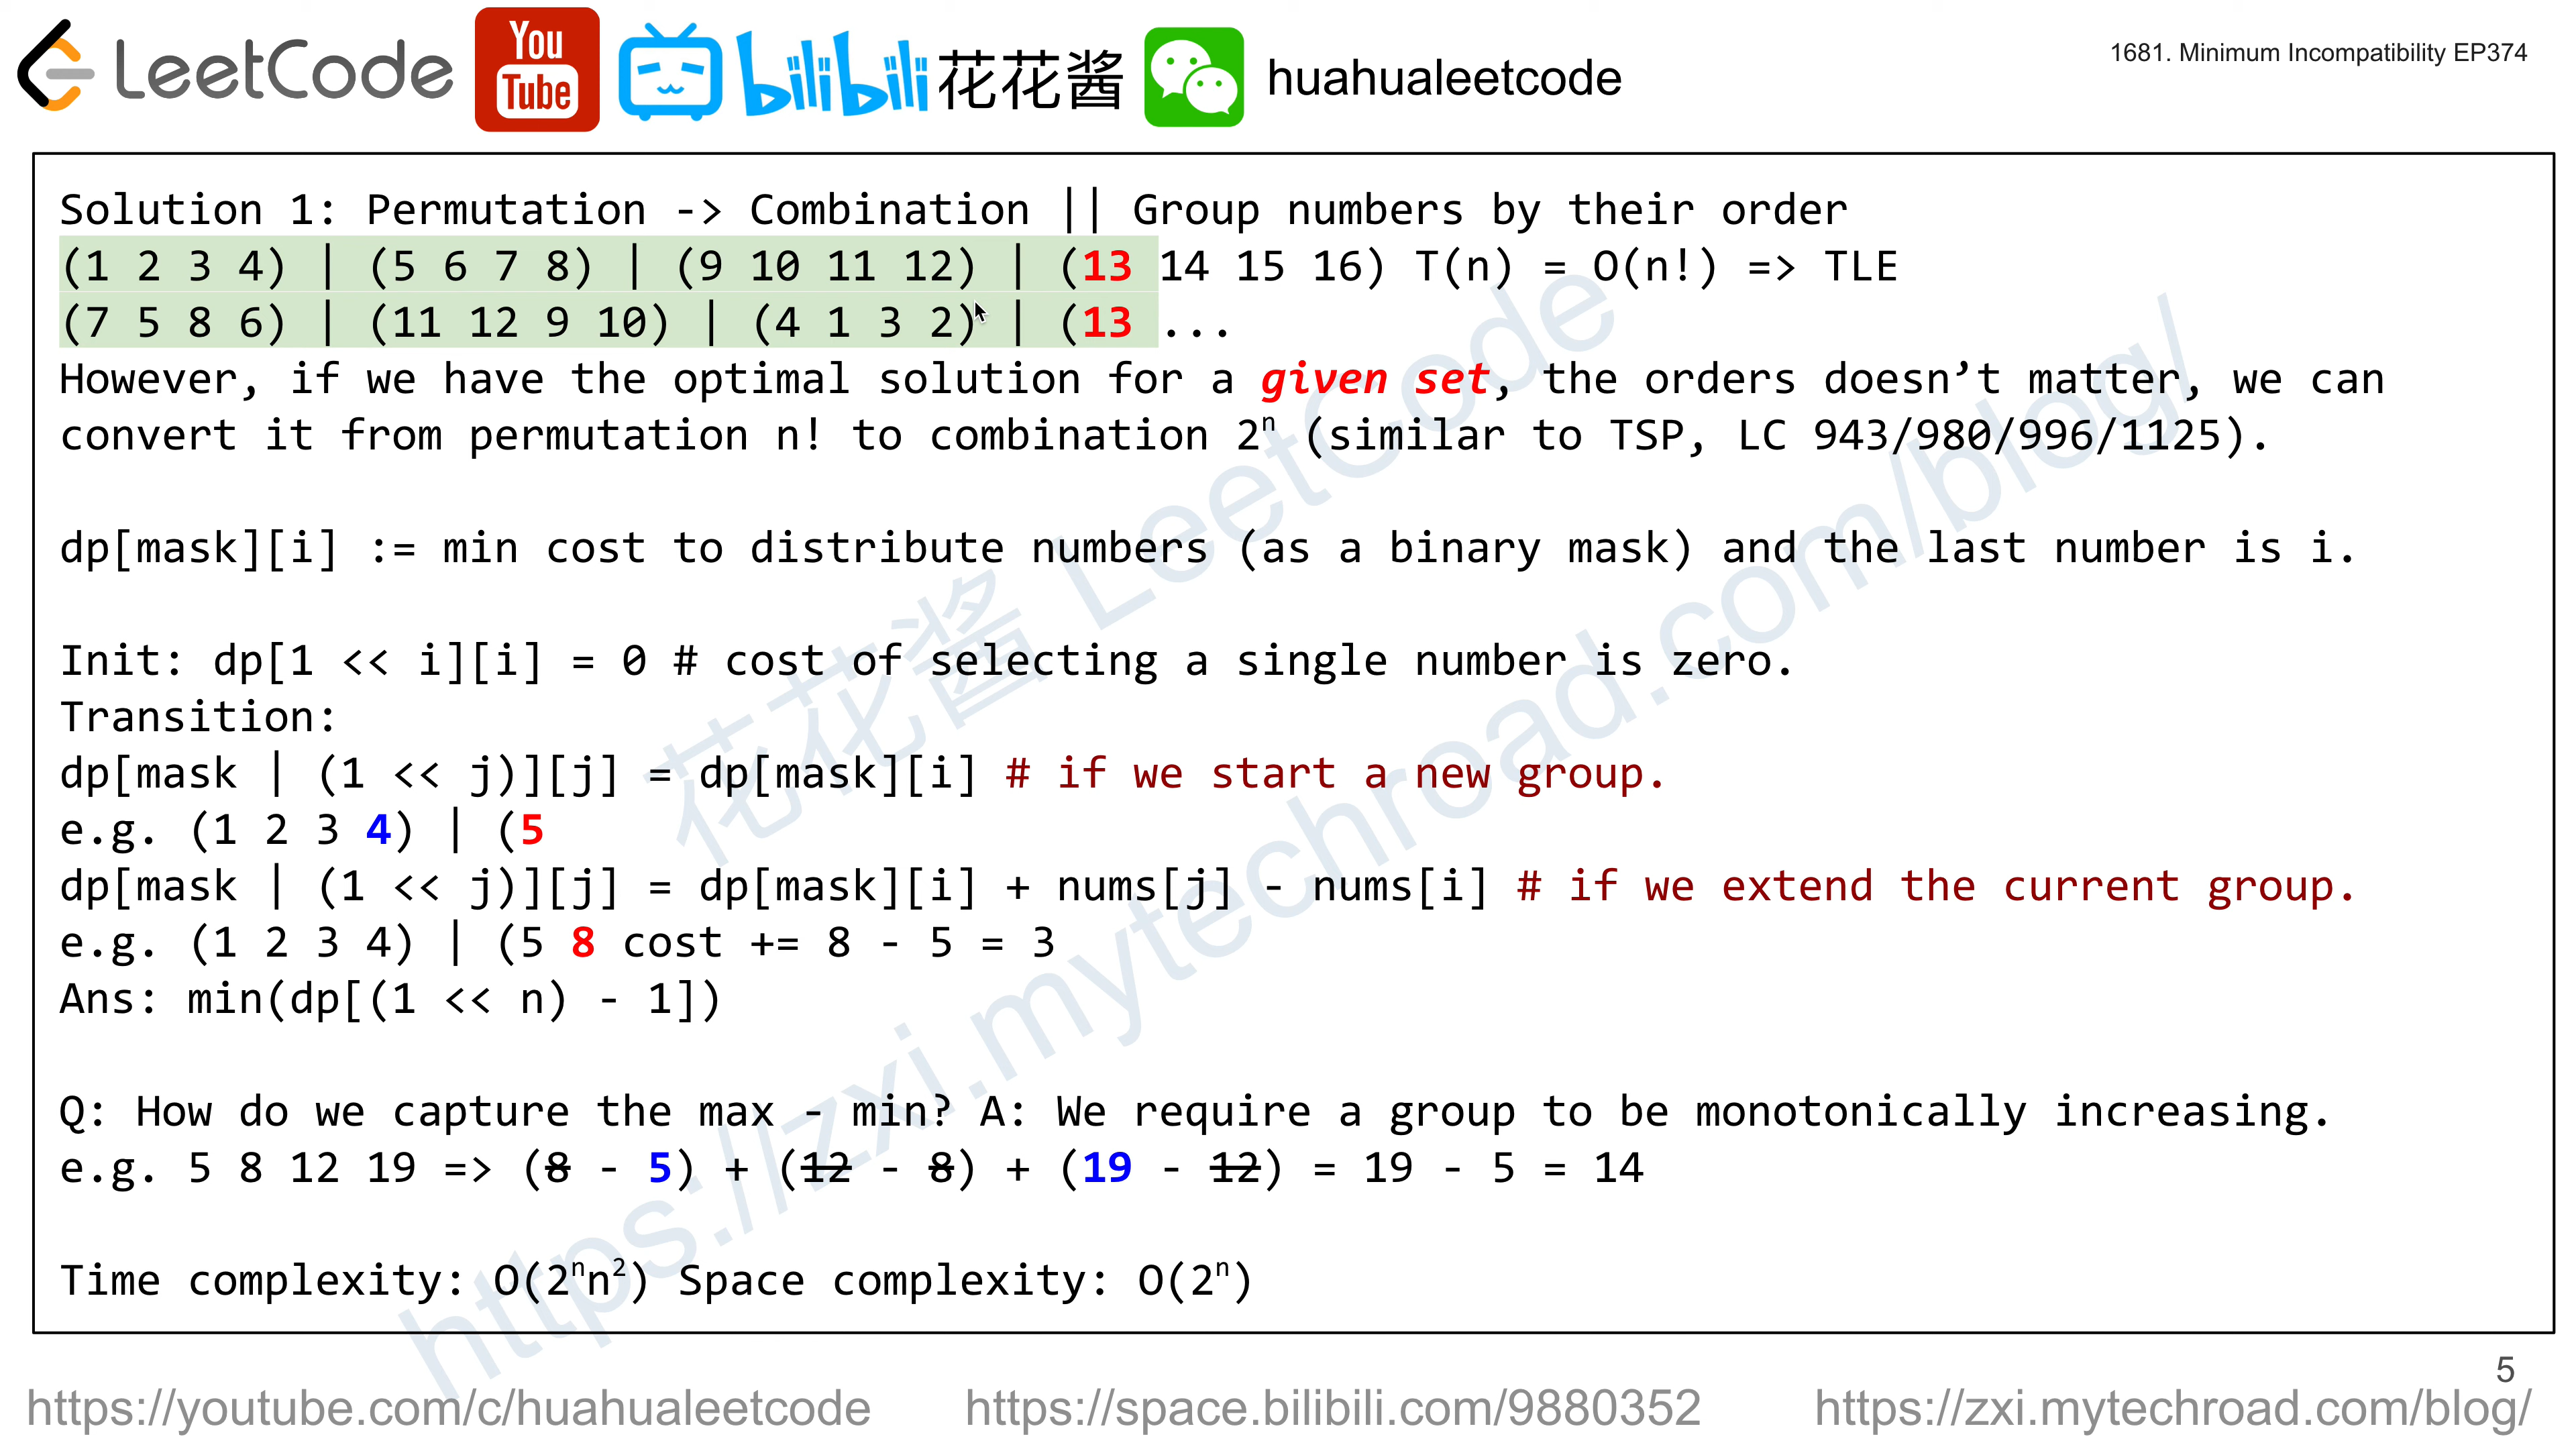 LeetCode You Tube bilibili 花花酱 huahualeetcode
1681. Minimum Incompatibility EP374
Solution 1: Permutation -> Combination || Group numbers by their order
(1 2 3 4) | (5 6 7 8) | (9 10 11 12) | (13 14 15 16) T(n) = O(n!) => TLE
(7 5 8 6) | (11 12 9 10) | (4 1 3 2) | (13 ...
However, if we have the optimal solution for a given set, the orders doesn’t matter, we can
convert it from permutation n! to combination 2ⁿ (similar to TSP, LC 943/980/996/1125).
dp[mask][i] := min cost to distribute numbers (as a binary mask) and the last number is i.
Init: dp[1 << i][i] = 0 # cost of selecting a single number is zero.
Transition:
dp[mask | (1 << j)][j] = dp[mask][i] # if we start a new group.
e.g. (1 2 3 4) | (5
dp[mask | (1 << j)][j] = dp[mask][i] + nums[j] - nums[i] # if we extend the current group.
e.g. (1 2 3 4) | (5 8 cost += 8 - 5 = 3
Ans: min(dp[(1 << n) - 1])
Q: How do we capture the max - min? A: We require a group to be monotonically increasing.
e.g. 5 8 12 19 => (8 - 5) + (12 - 8) + (19 - 12) = 19 - 5 = 14
Time complexity: O(2ⁿn²) Space complexity: O(2ⁿ)
花花酱 LeetCode
https://zxi.mytechroad.com/blog/
5
https://youtube.com/c/huahualeetcode https://space.bilibili.com/9880352 https://zxi.mytechroad.com/blog/